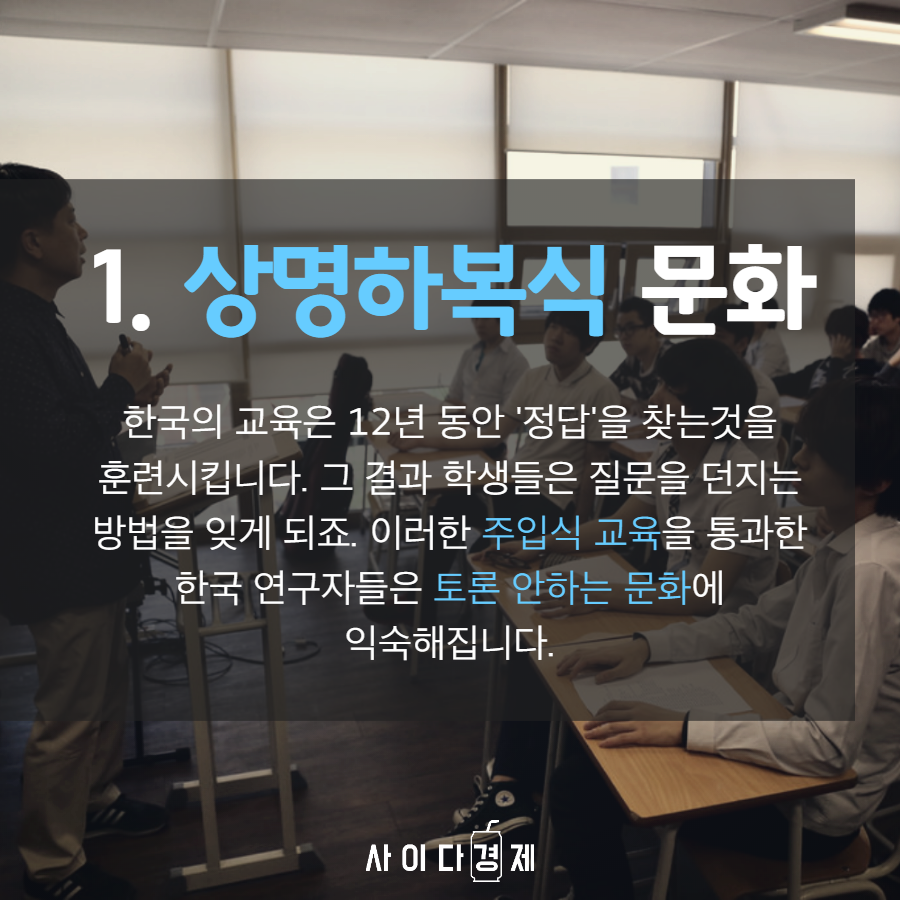 1. 상명하복식 문화
한국의 교육은 12년 동안 '정답'을 찾는것을
훈련시킵니다. 그 결과 학생들은 질문을 던지는
방법을 잊게 되죠. 이러한 주입식 교육을 통과한
한국 연구자들은 토론 안하는 문화에
익숙해집니다.
사이다경제